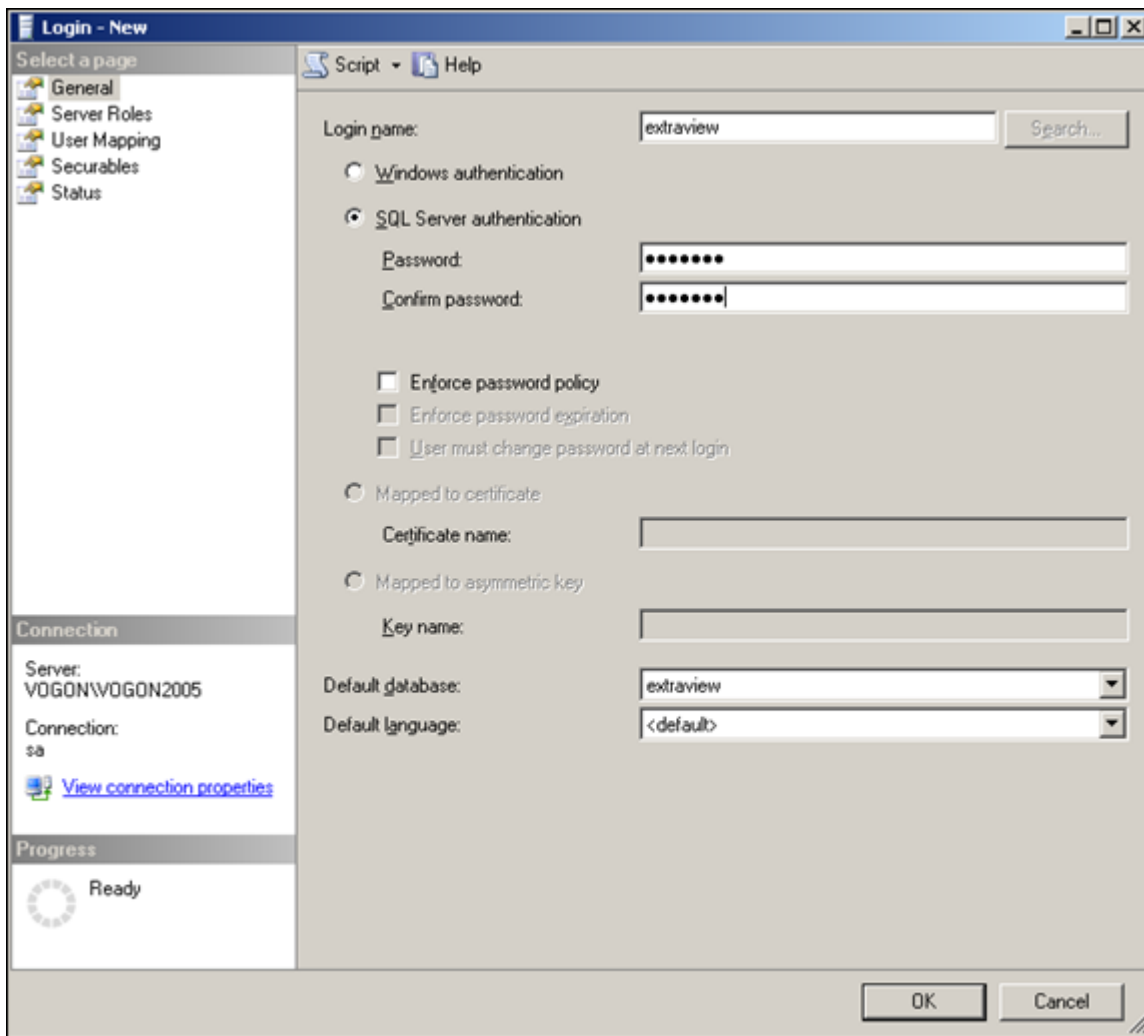 Login - New
Select a page
General
Server Roles
User Mapping
Securables
Status
Script Help
Login name: extraview Search...
Windows authentication
SQL Server authentication
Password: •••••••
Confirm password: •••••••
Enforce password policy
Enforce password expiration
User must change password at next login
Mapped to certificate
Certificate name:
Mapped to asymmetric key
Key name:
Default database: extraview
Default language: <default>
Connection
Server:
VOGON\VOGON2005
Connection:
sa
View connection properties
Progress
Ready
OK Cancel